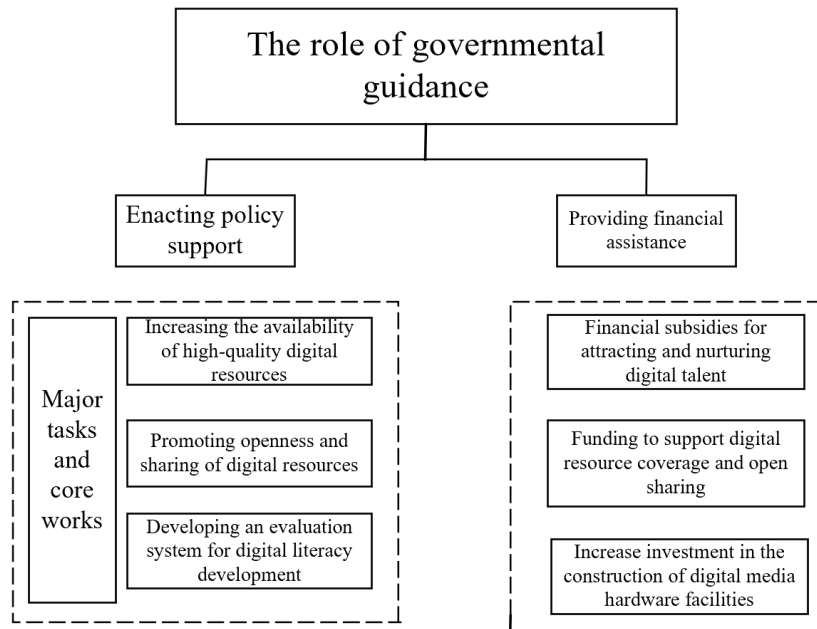 The role of governmental
guidance
Enacting policy
support
Providing financial
assistance
Major
tasks
and
core
works
Increasing the availability
of high-quality digital
resources
Promoting openness and
sharing of digital resources
Developing an evaluation
system for digital literacy
development
Financial subsidies for
attracting and nurturing
digital talent
Funding to support digital
resource coverage and open
sharing
Increase investment in the
construction of digital media
hardware facilities